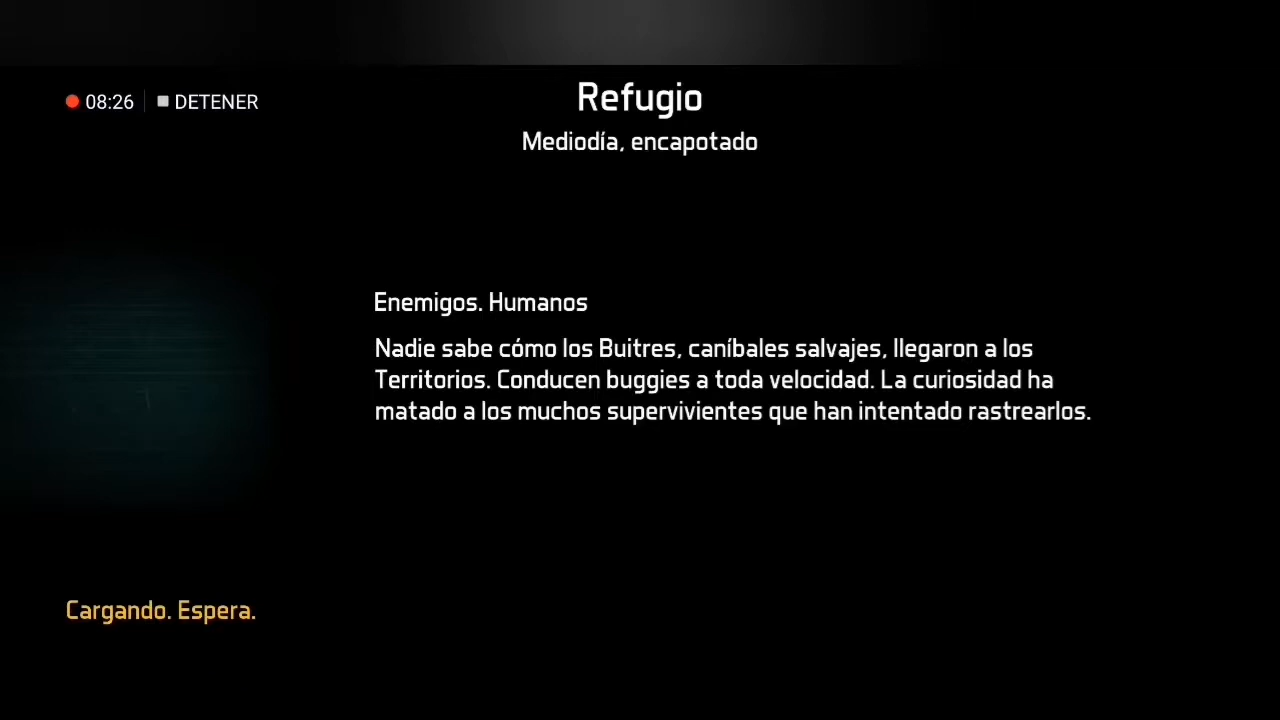 Refugio
08:26 DETENER
Mediodía, encapotado
Enemigos. Humanos
Nadie sabe cómo los Buitres, caníbales salvajes, llegaron a los
Territorios. Conducen buggies a toda velocidad. La curiosidad ha
matado a los muchos supervivientes que han intentado rastrearlos.
Cargando. Espera.